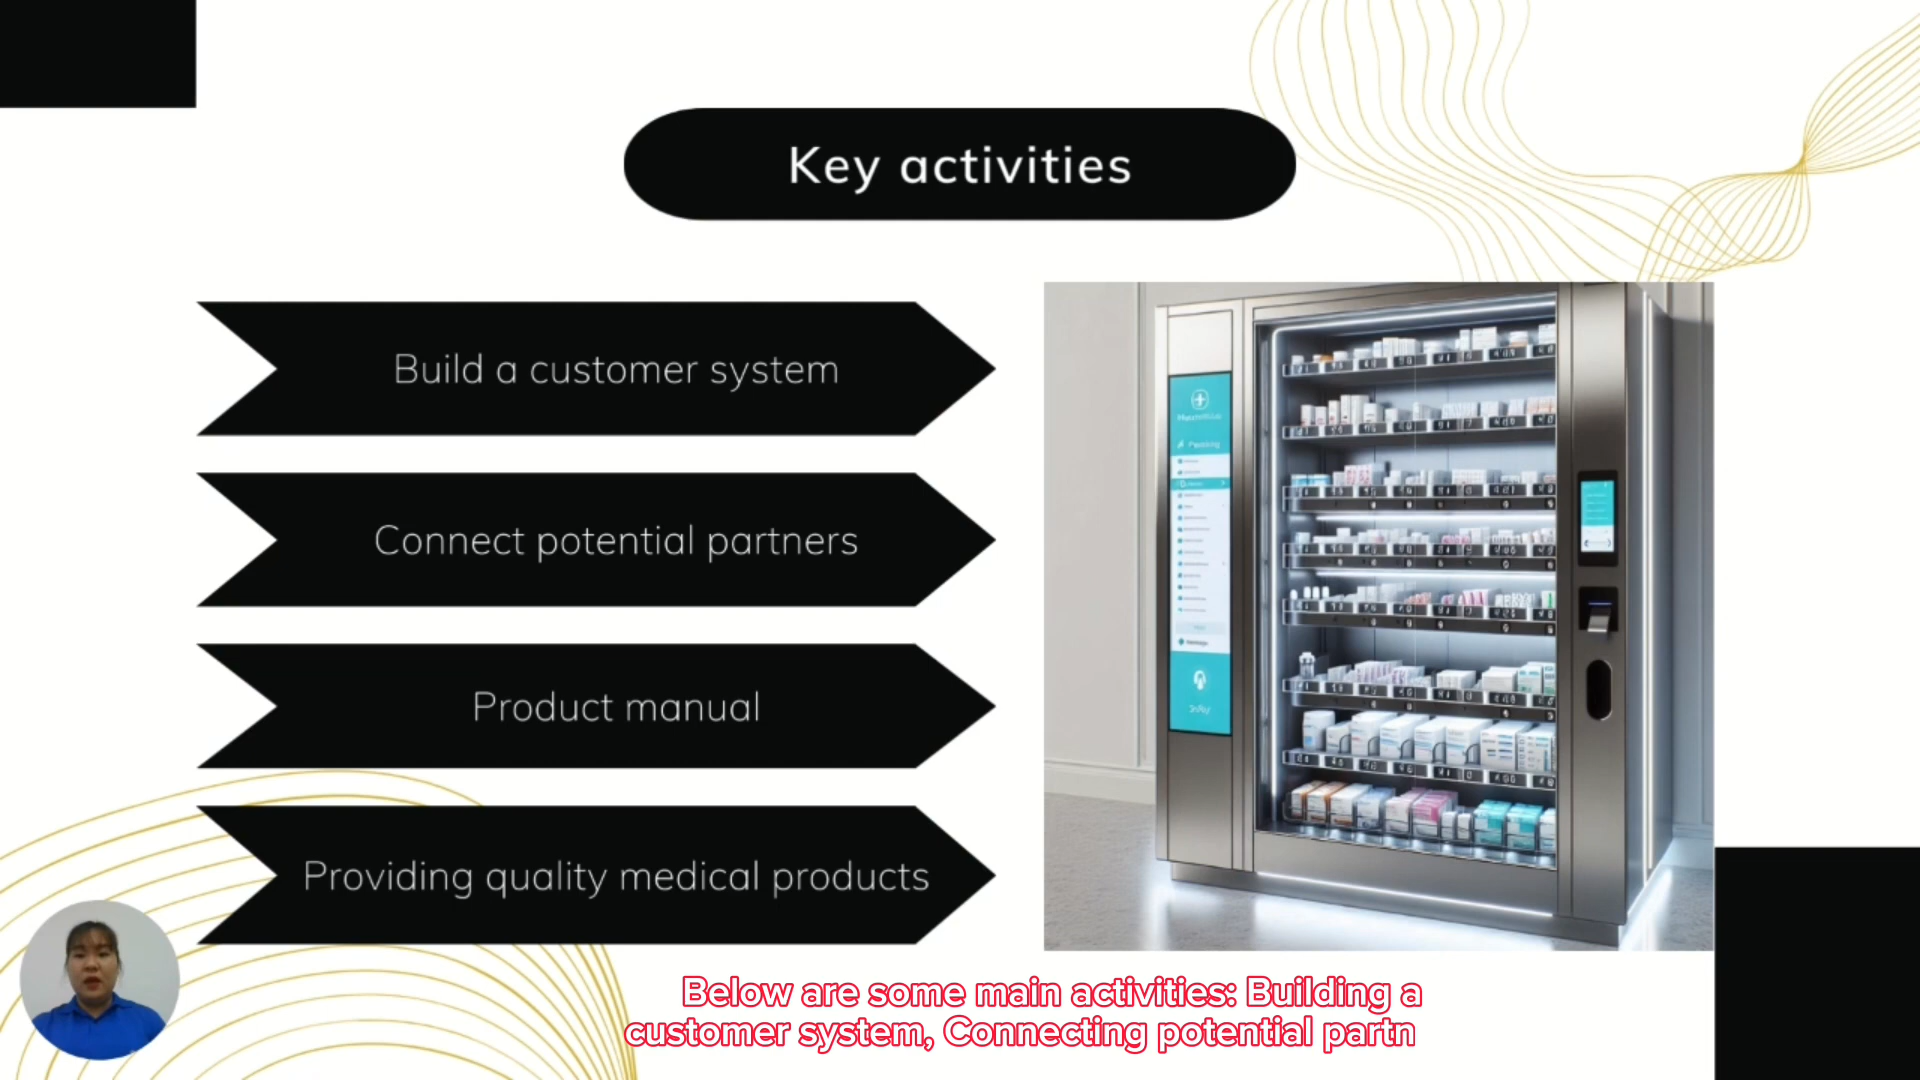 Key activities
Build a customer system
Connect potential partners
Product manual
Providing quality medical products
Below are some main activities: Building a
customer system, Connecting potential partn